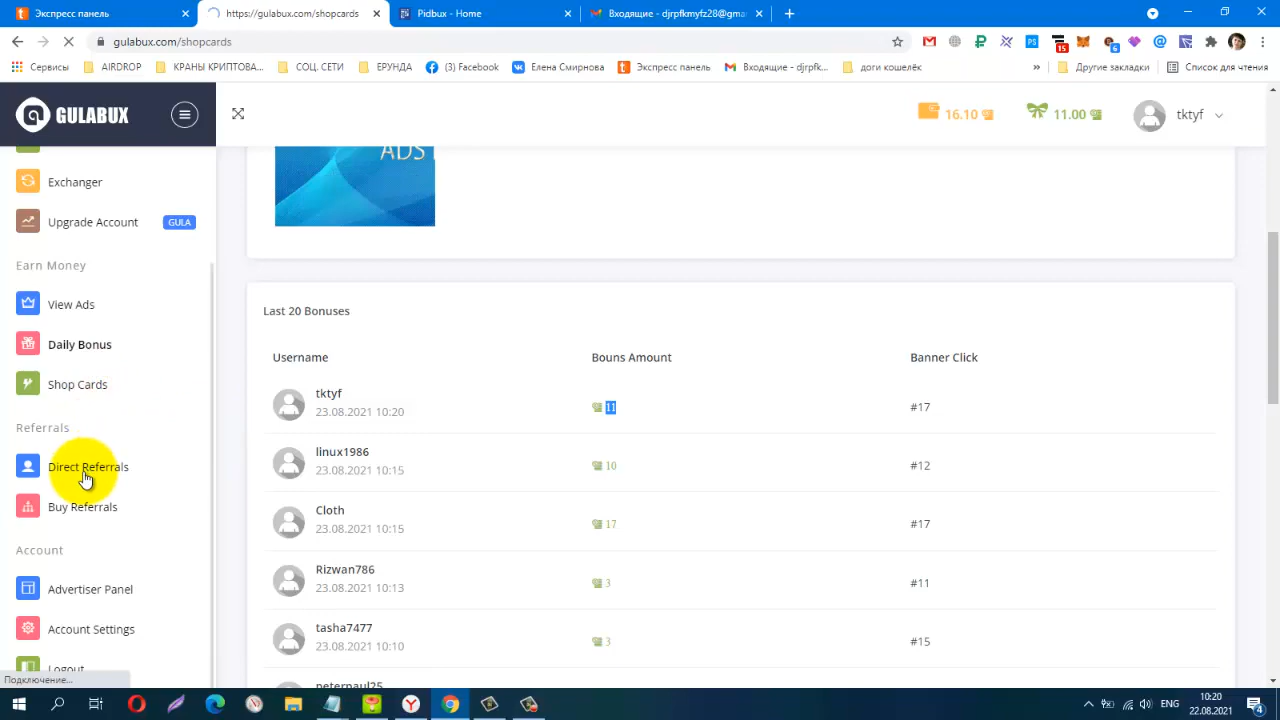 Экспресс панель
https://gulabux.com/shopcards
Pidbux - Home
Входящие - djrpfkmyfz28@gma
gulabux.com/shopcards
15
6
Сервисы
AIRDROP
КРАНЫ КРИПТОВА...
СОЦ. СЕТИ
ЕРУНДА
(3) Facebook
Елена Смирнова
Экспресс панель
Входящие - djrpfk...
доги кошелёк
»
Другие закладки
Список для чтения
GULABUX
16.10
11.00
tktyf
ADS
Exchanger
Upgrade Account GULA
Earn Money
View Ads
Daily Bonus
Shop Cards
Referrals
Direct Referrals
Buy Referrals
Account
Advertiser Panel
Account Settings
Logout
Подключение...
Last 20 Bonuses
Username Bouns Amount Banner Click
tktyf
23.08.2021 10:20
11
#17
linux1986
23.08.2021 10:15
10
#12
Cloth
23.08.2021 10:15
17
#17
Rizwan786
23.08.2021 10:13
3
#11
tasha7477
23.08.2021 10:10
3
#15
peterpaul25
ENG
10:20
22.08.2021
4